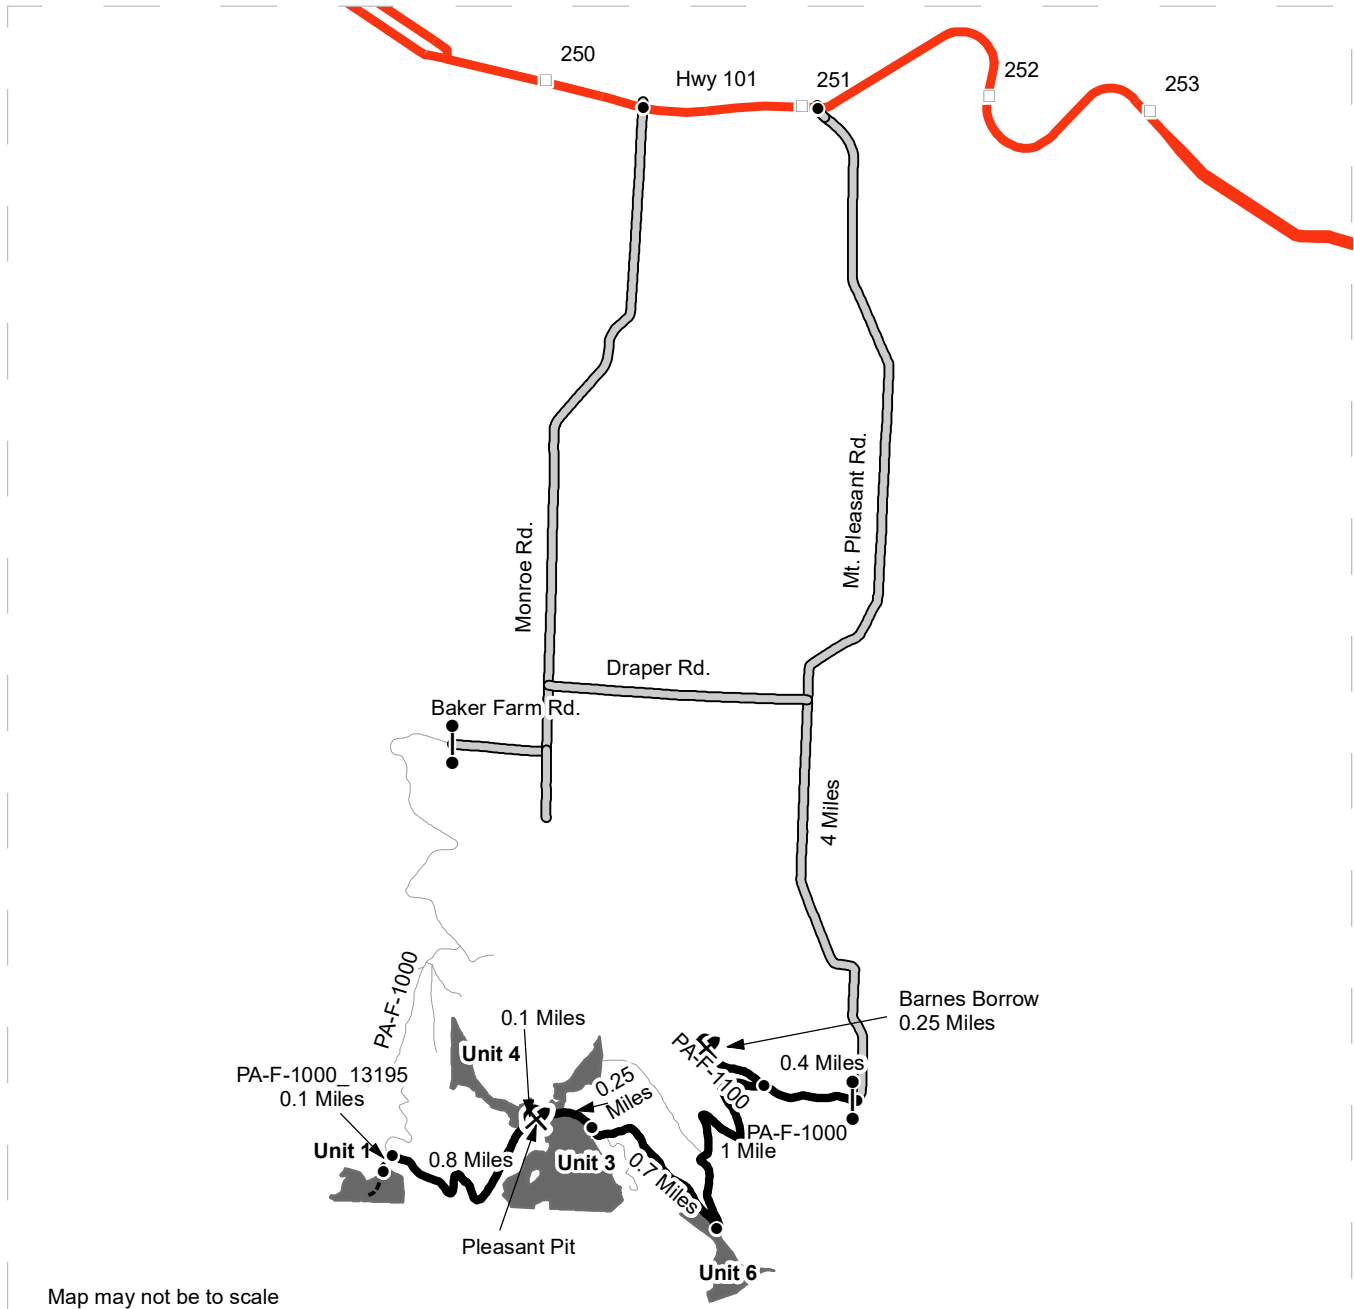 250
Hwy 101
251
252
253
Monroe Rd.
Mt. Pleasant Rd.
Draper Rd.
Baker Farm Rd.
4 Miles
PA-F-1000
Barnes Borrow
0.25 Miles
0.1 Miles
Unit 4
PA-F-1100
0.4 Miles
PA-F-1000_13195
0.1 Miles
0.25
Miles
PA-F-1000
1 Mile
Unit 1
0.8 Miles
Unit 3
0.7 Miles
Pleasant Pit
Unit 6
Map may not be to scale